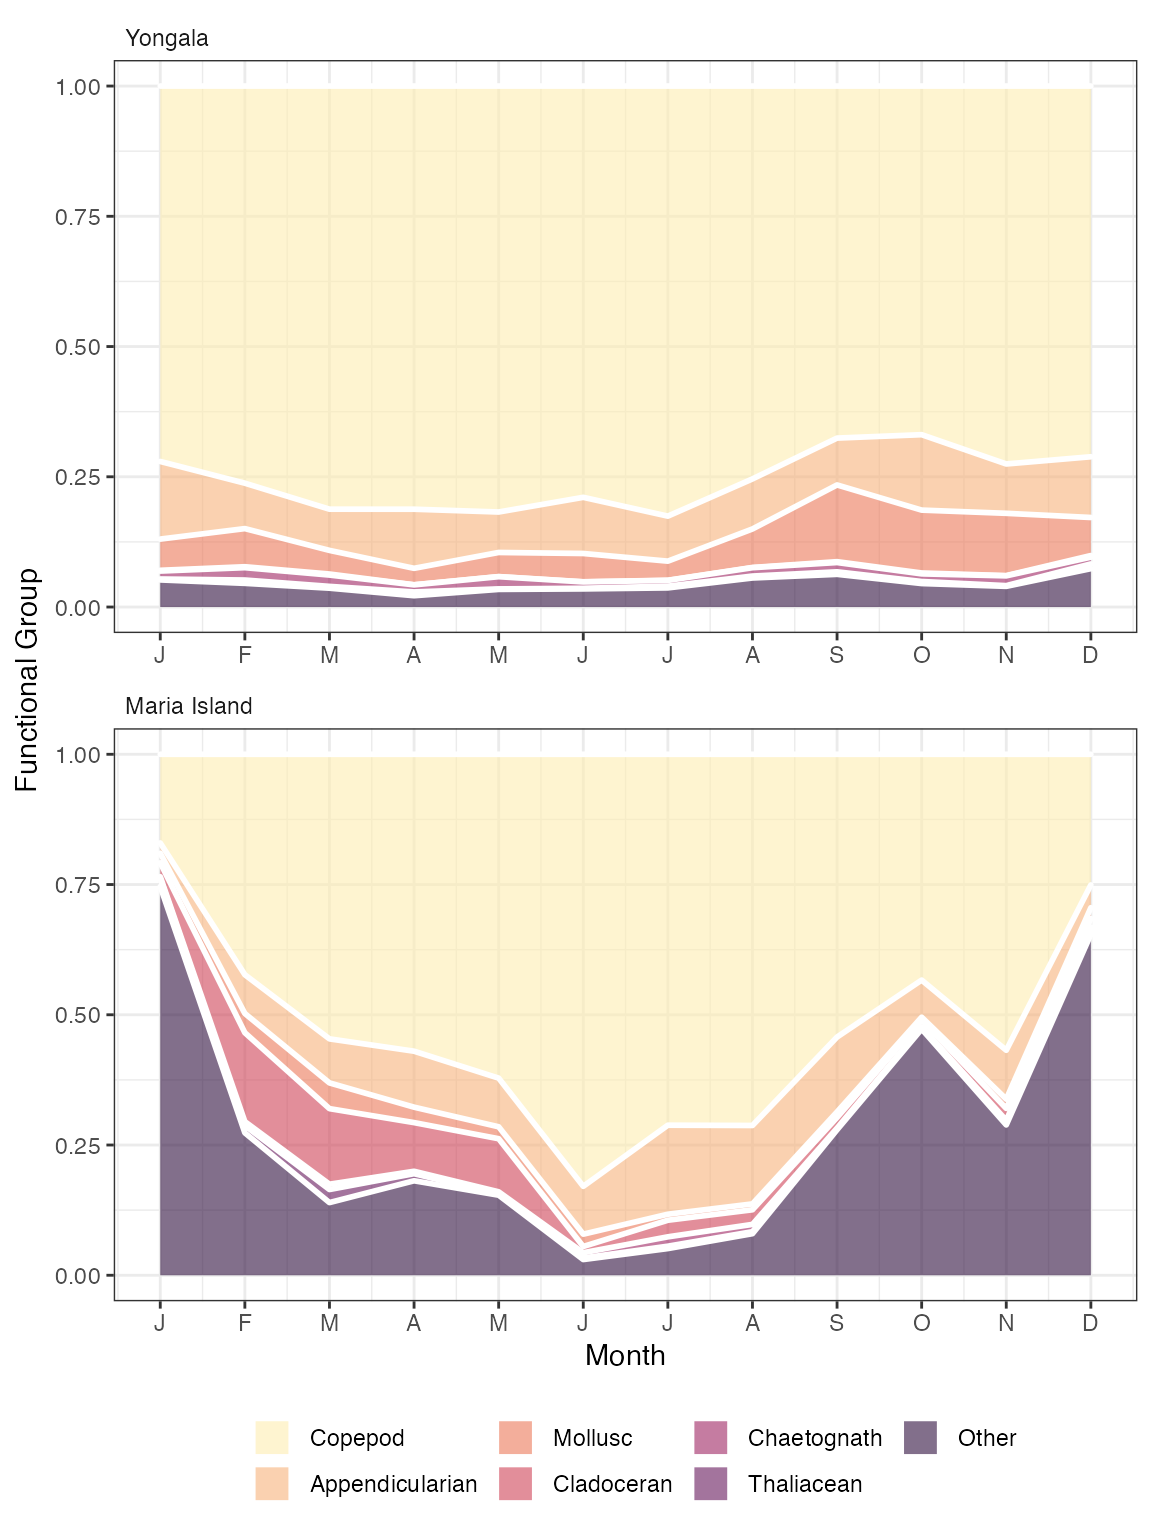 Yongala
1.00
0.75
0.50
0.25
0.00
J F M A M J J A S O N D
Functional Group
Maria Island
1.00
0.75
0.50
0.25
0.00
J F M A M J J A S O N D
Month
Copepod Mollusc Chaetognath Other
Appendicularian Cladoceran Thaliacean